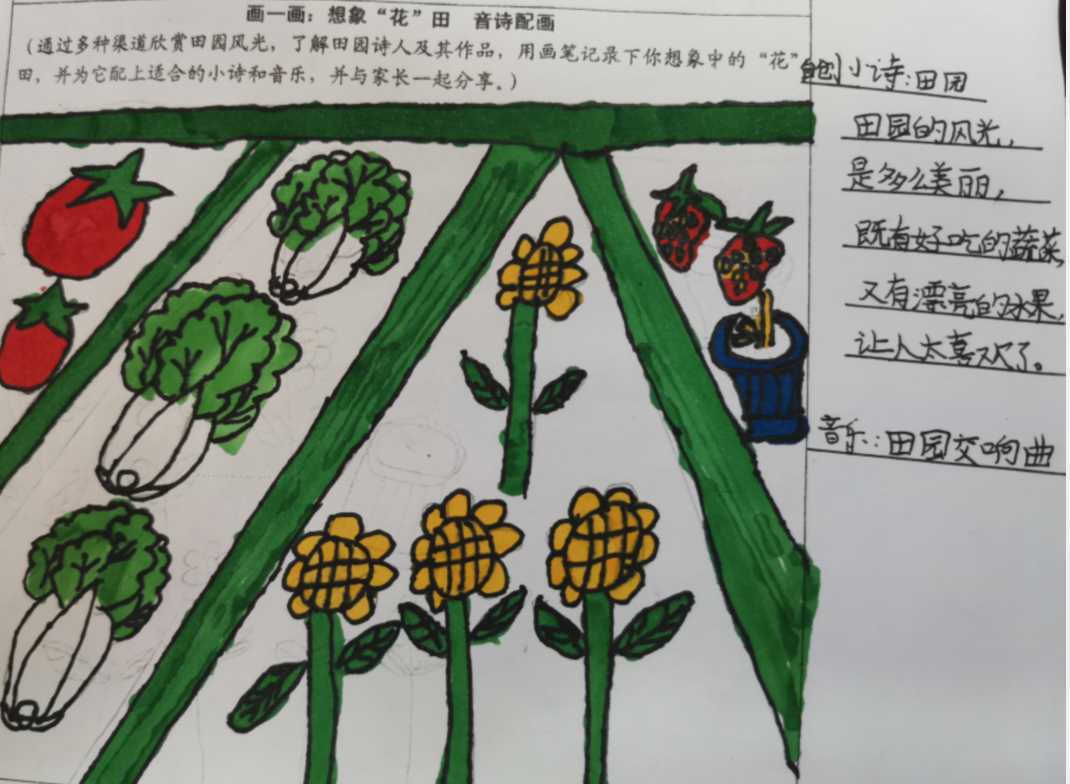 画一画：想象“花”田　音诗配画
（通过多种渠道欣赏田园风光，了解田园诗人及其作品，用画笔记录下你想象中的“花”
田，并为它配上适合的小诗和音乐，并与家长一起分享。）
自创小诗：田园
田园的风光，
是多么美丽，
既有好吃的蔬菜，
又有漂亮的水果，
让人太喜欢了。
音乐：田园交响曲